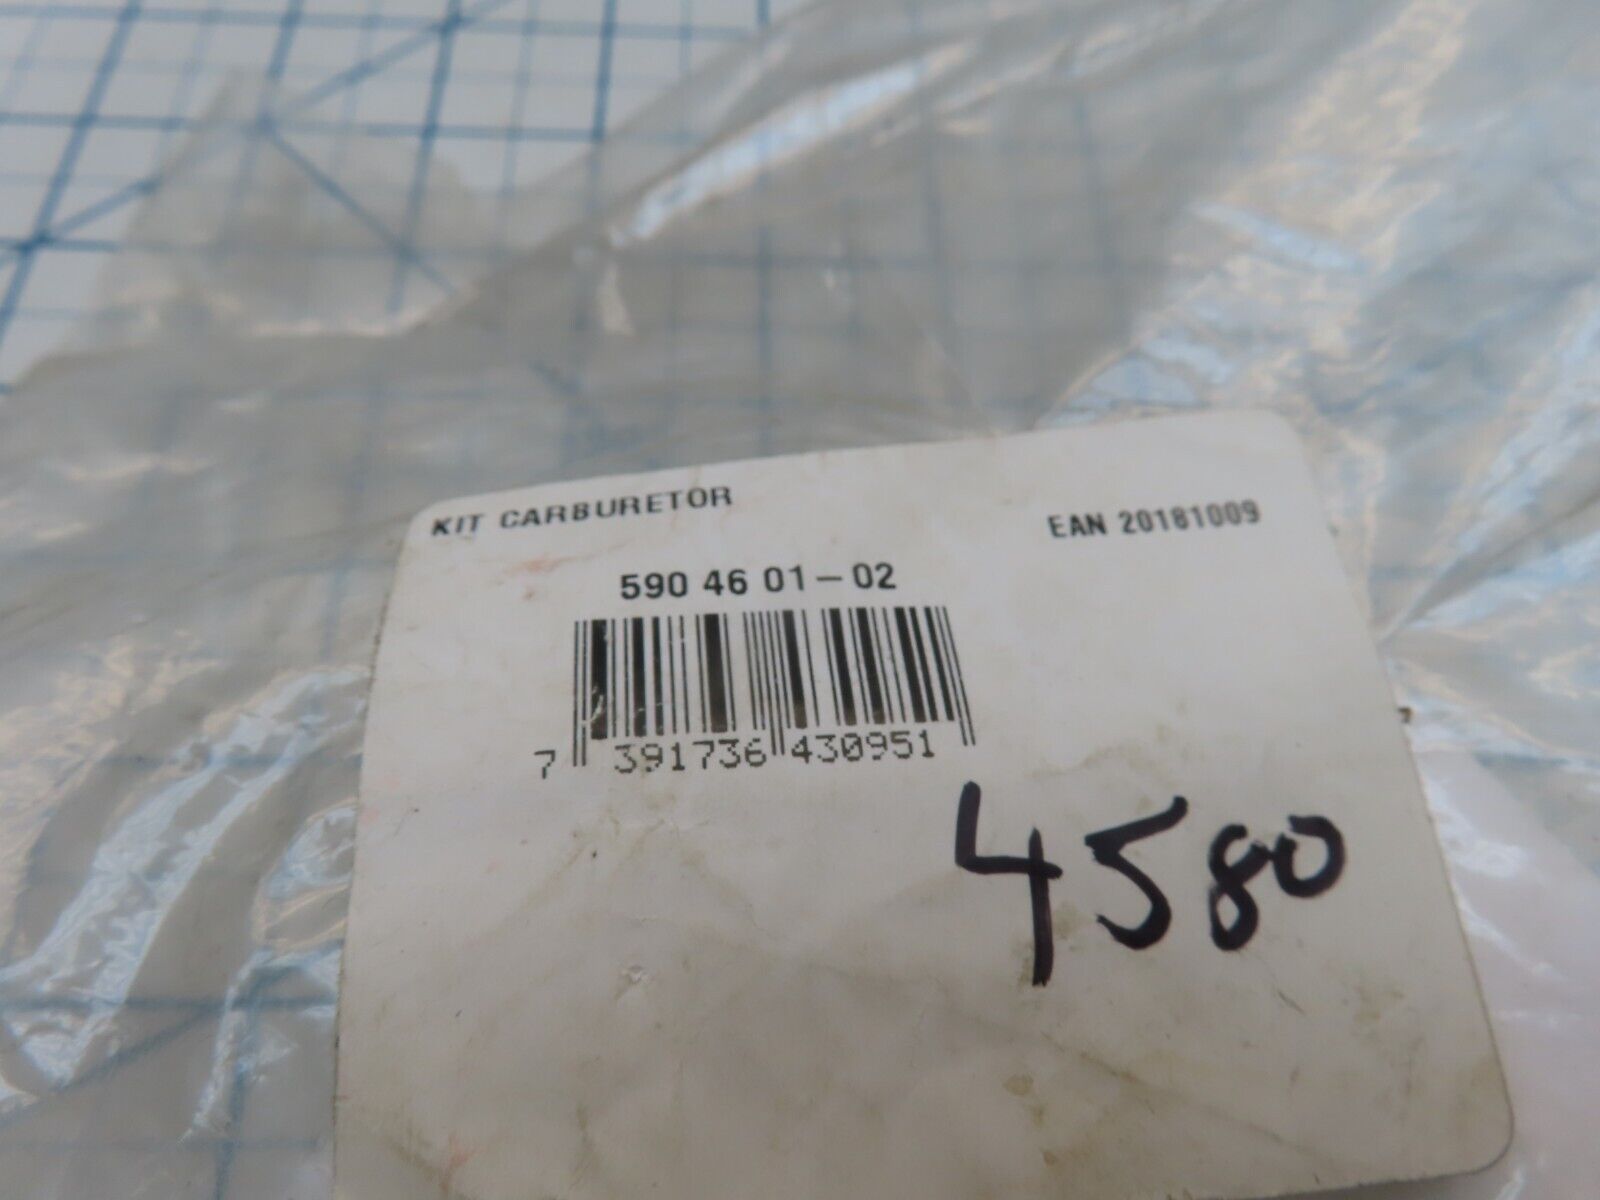 KIT CARBURETOR
EAN 20181009
590 46 01-02
7 391736 430951
4580